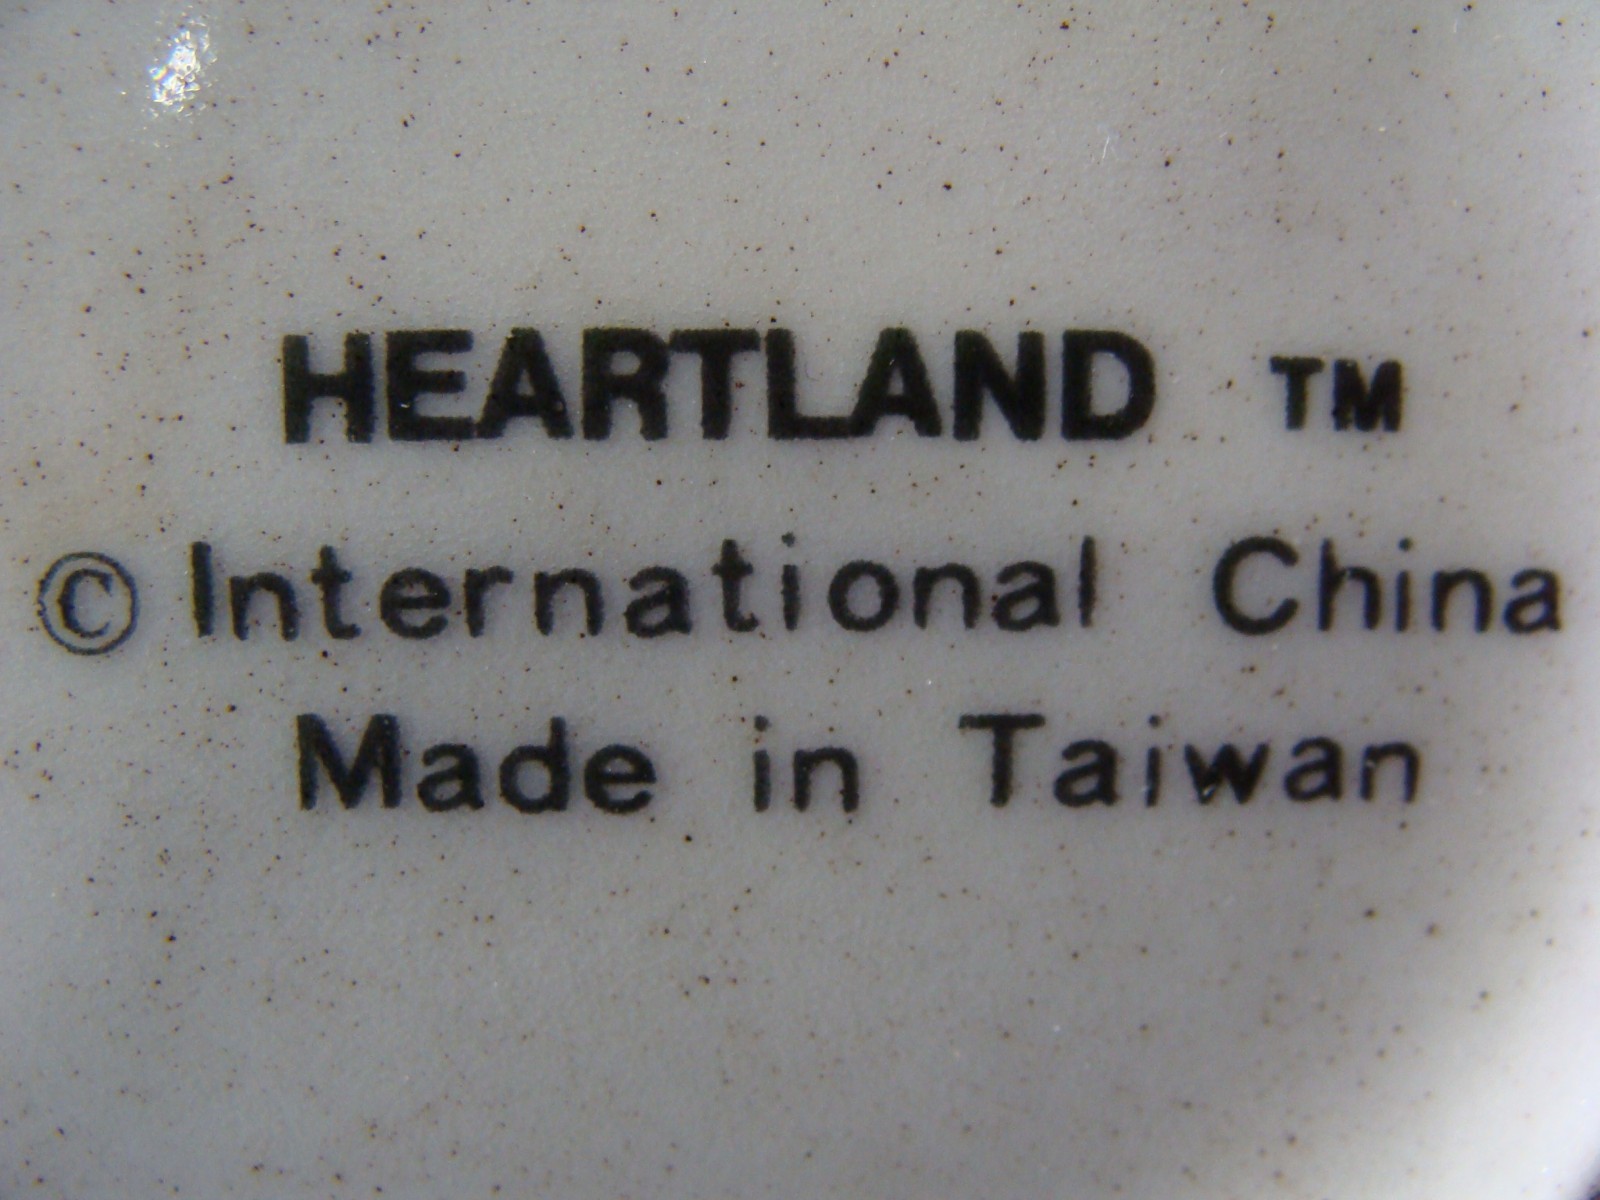 HEARTLAND ™
© International China
Made in Taiwan